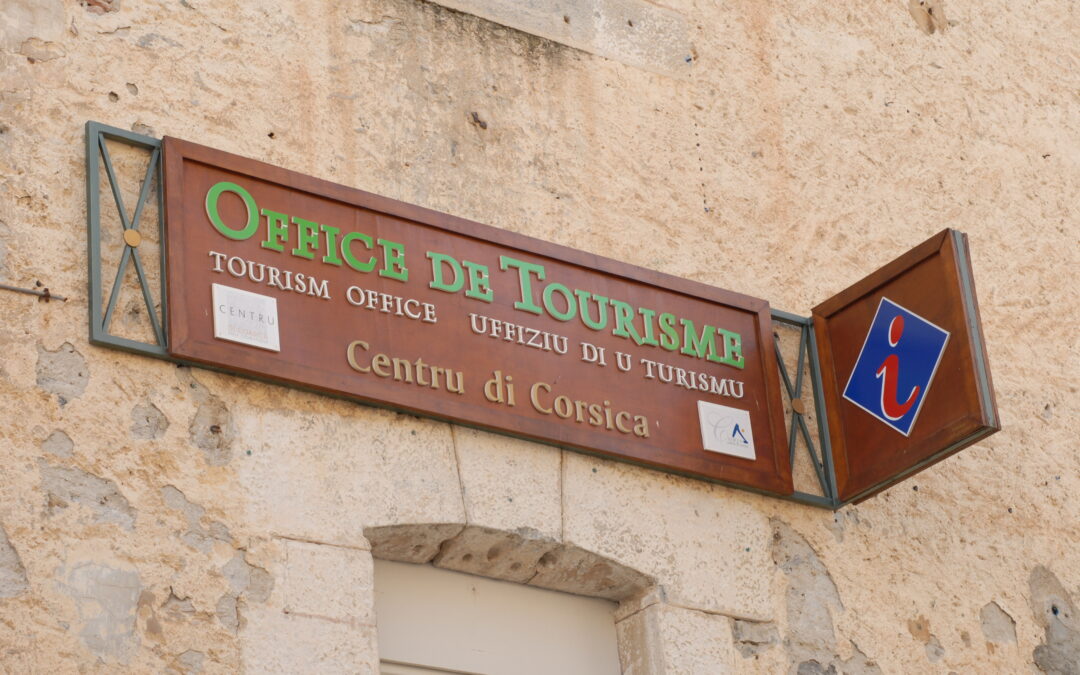 OFFICE DE TOURISME
TOURISM OFFICE UFFIZIU DI U TURISMU
Centru di Corsica
CENTRU
i